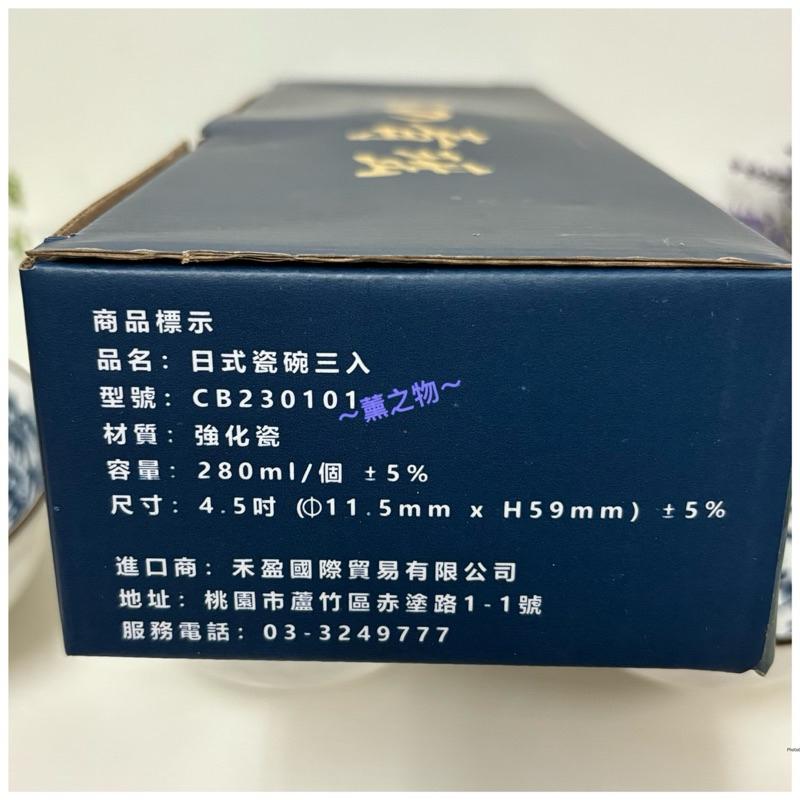 商品標示
品名：日式瓷碗三入
型號：CB230101
~薰之物~
材質：強化瓷
容量：280ml/個 ±5%
尺寸：4.5吋 (Φ11.5mm x H59mm) ±5%
進口商：禾盈國際貿易有限公司
地址：桃園市蘆竹區赤塗路1-1號
服務電話：03-3249777